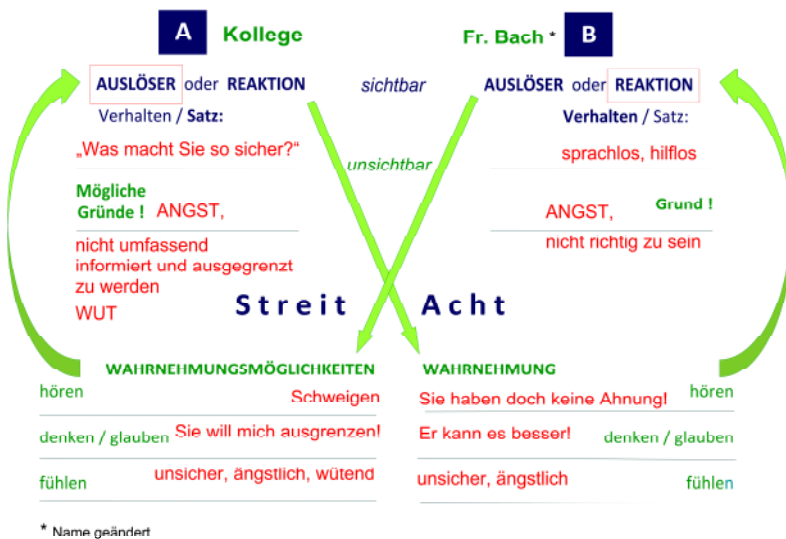 A Kollege Fr. Bach * B
AUSLÖSER oder REAKTION sichtbar AUSLÖSER oder REAKTION
Verhalten / Satz: Verhalten / Satz:
„Was macht Sie so sicher?“ unsichtbar sprachlos, hilflos
Mögliche
Gründe ! ANGST, ANGST, Grund !
nicht umfassend nicht richtig zu sein
informiert und ausgegrenzt
zu werden
WUT
Streit Acht
WAHRNEHMUNGSMÖGLICHKEITEN WAHRNEHMUNG
hören Schweigen Sie haben doch keine Ahnung! hören
denken / glauben Sie will mich ausgrenzen! Er kann es besser! denken / glauben
fühlen unsicher, ängstlich, wütend unsicher, ängstlich fühlen
* Name geändert